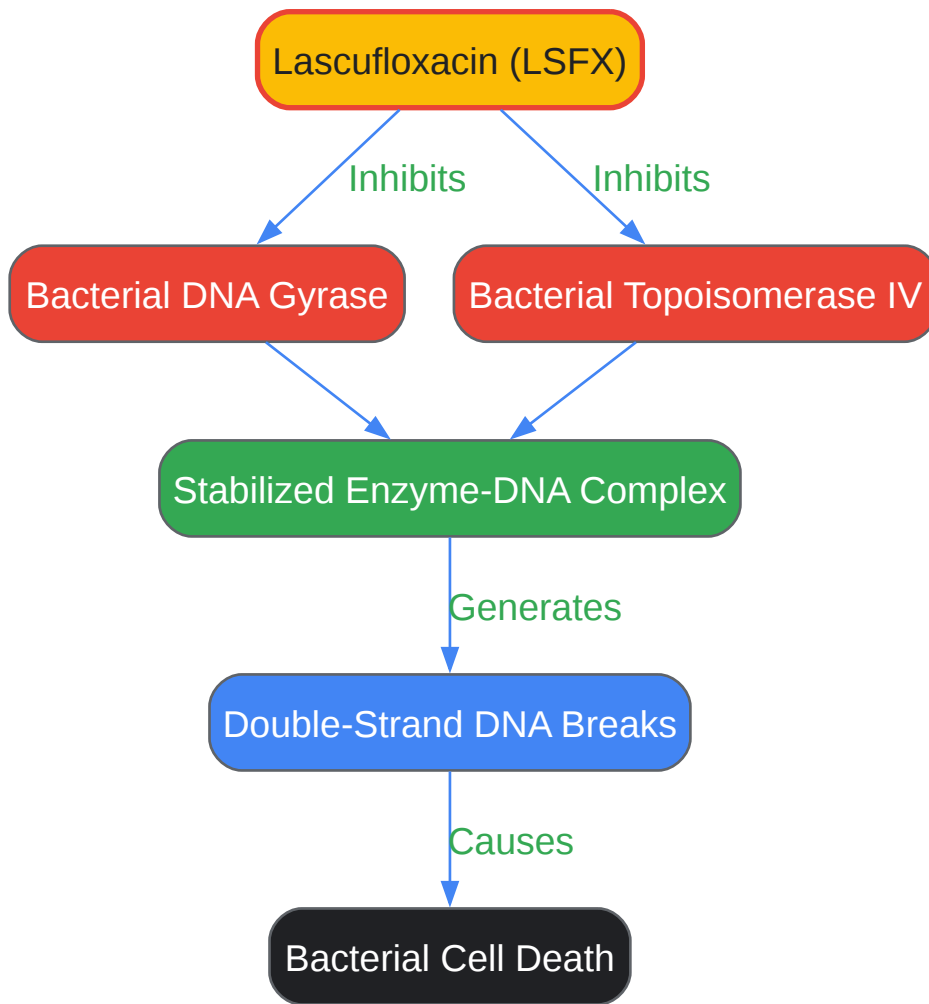 Lascufloxacin (LSFX)
Inhibits
Inhibits
Bacterial DNA Gyrase
Bacterial Topoisomerase IV
Stabilized Enzyme-DNA Complex
Generates
Double-Strand DNA Breaks
Causes
Bacterial Cell Death